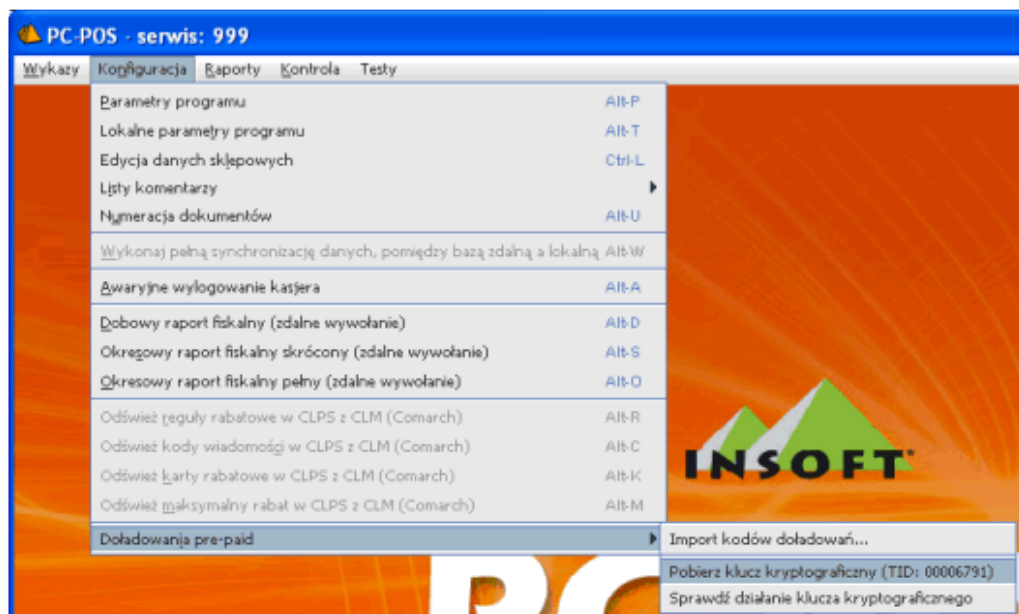 PC-POS - serwis: 999
Wykazy Konfiguracja Raporty Kontrola Testy
Parametry programu Alt-P
Lokalne parametry programu Alt-T
Edycja danych sklepowych Ctrl-L
Listy komentarzy
Numeracja dokumentów Alt-U
Wykonaj pełną synchronizację danych, pomiędzy bazą zdalną a lokalną Alt-W
Awaryjne wylogowanie kasjera Alt-A
Dobowy raport fiskalny (zdalne wywołanie) Alt-D
Okresowy raport fiskalny skrócony (zdalne wywołanie) Alt-S
Okresowy raport fiskalny pełny (zdalne wywołanie) Alt-O
Odśwież reguły rabatowe w CLPS z CLM (Comarch) Alt-R
Odśwież kody wiadomości w CLPS z CLM (Comarch) Alt-C
Odśwież karty rabatowe w CLPS z CLM (Comarch) Alt-K
Odśwież maksymalny rabat w CLPS z CLM (Comarch) Alt-M
Doładowania pre-paid
INSOFT
Import kodów doładowań...
Pobierz klucz kryptograficzny (TID: 00006791)
Sprawdź działanie klucza kryptograficznego
PC